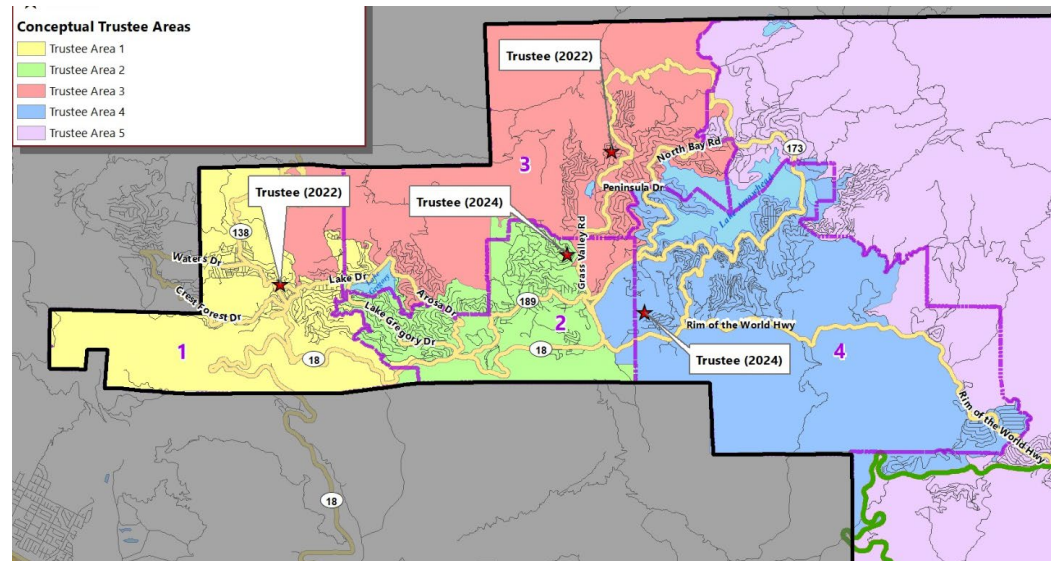 Conceptual Trustee Areas
Trustee Area 1
Trustee Area 2
Trustee Area 3
Trustee Area 4
Trustee Area 5
Trustee (2022)
3
North Bay Rd
173
Peninsula Dr
Trustee (2022)
Trustee (2024)
138
Waters Dr
Grass Valley Rd
Lake Dr
Arosa Dr
Crest Forest Dr
Lake Gregory Dr
189
2
Rim of the World Hwy
1
18
18
Trustee (2024)
4
Rim of the World Hwy
18